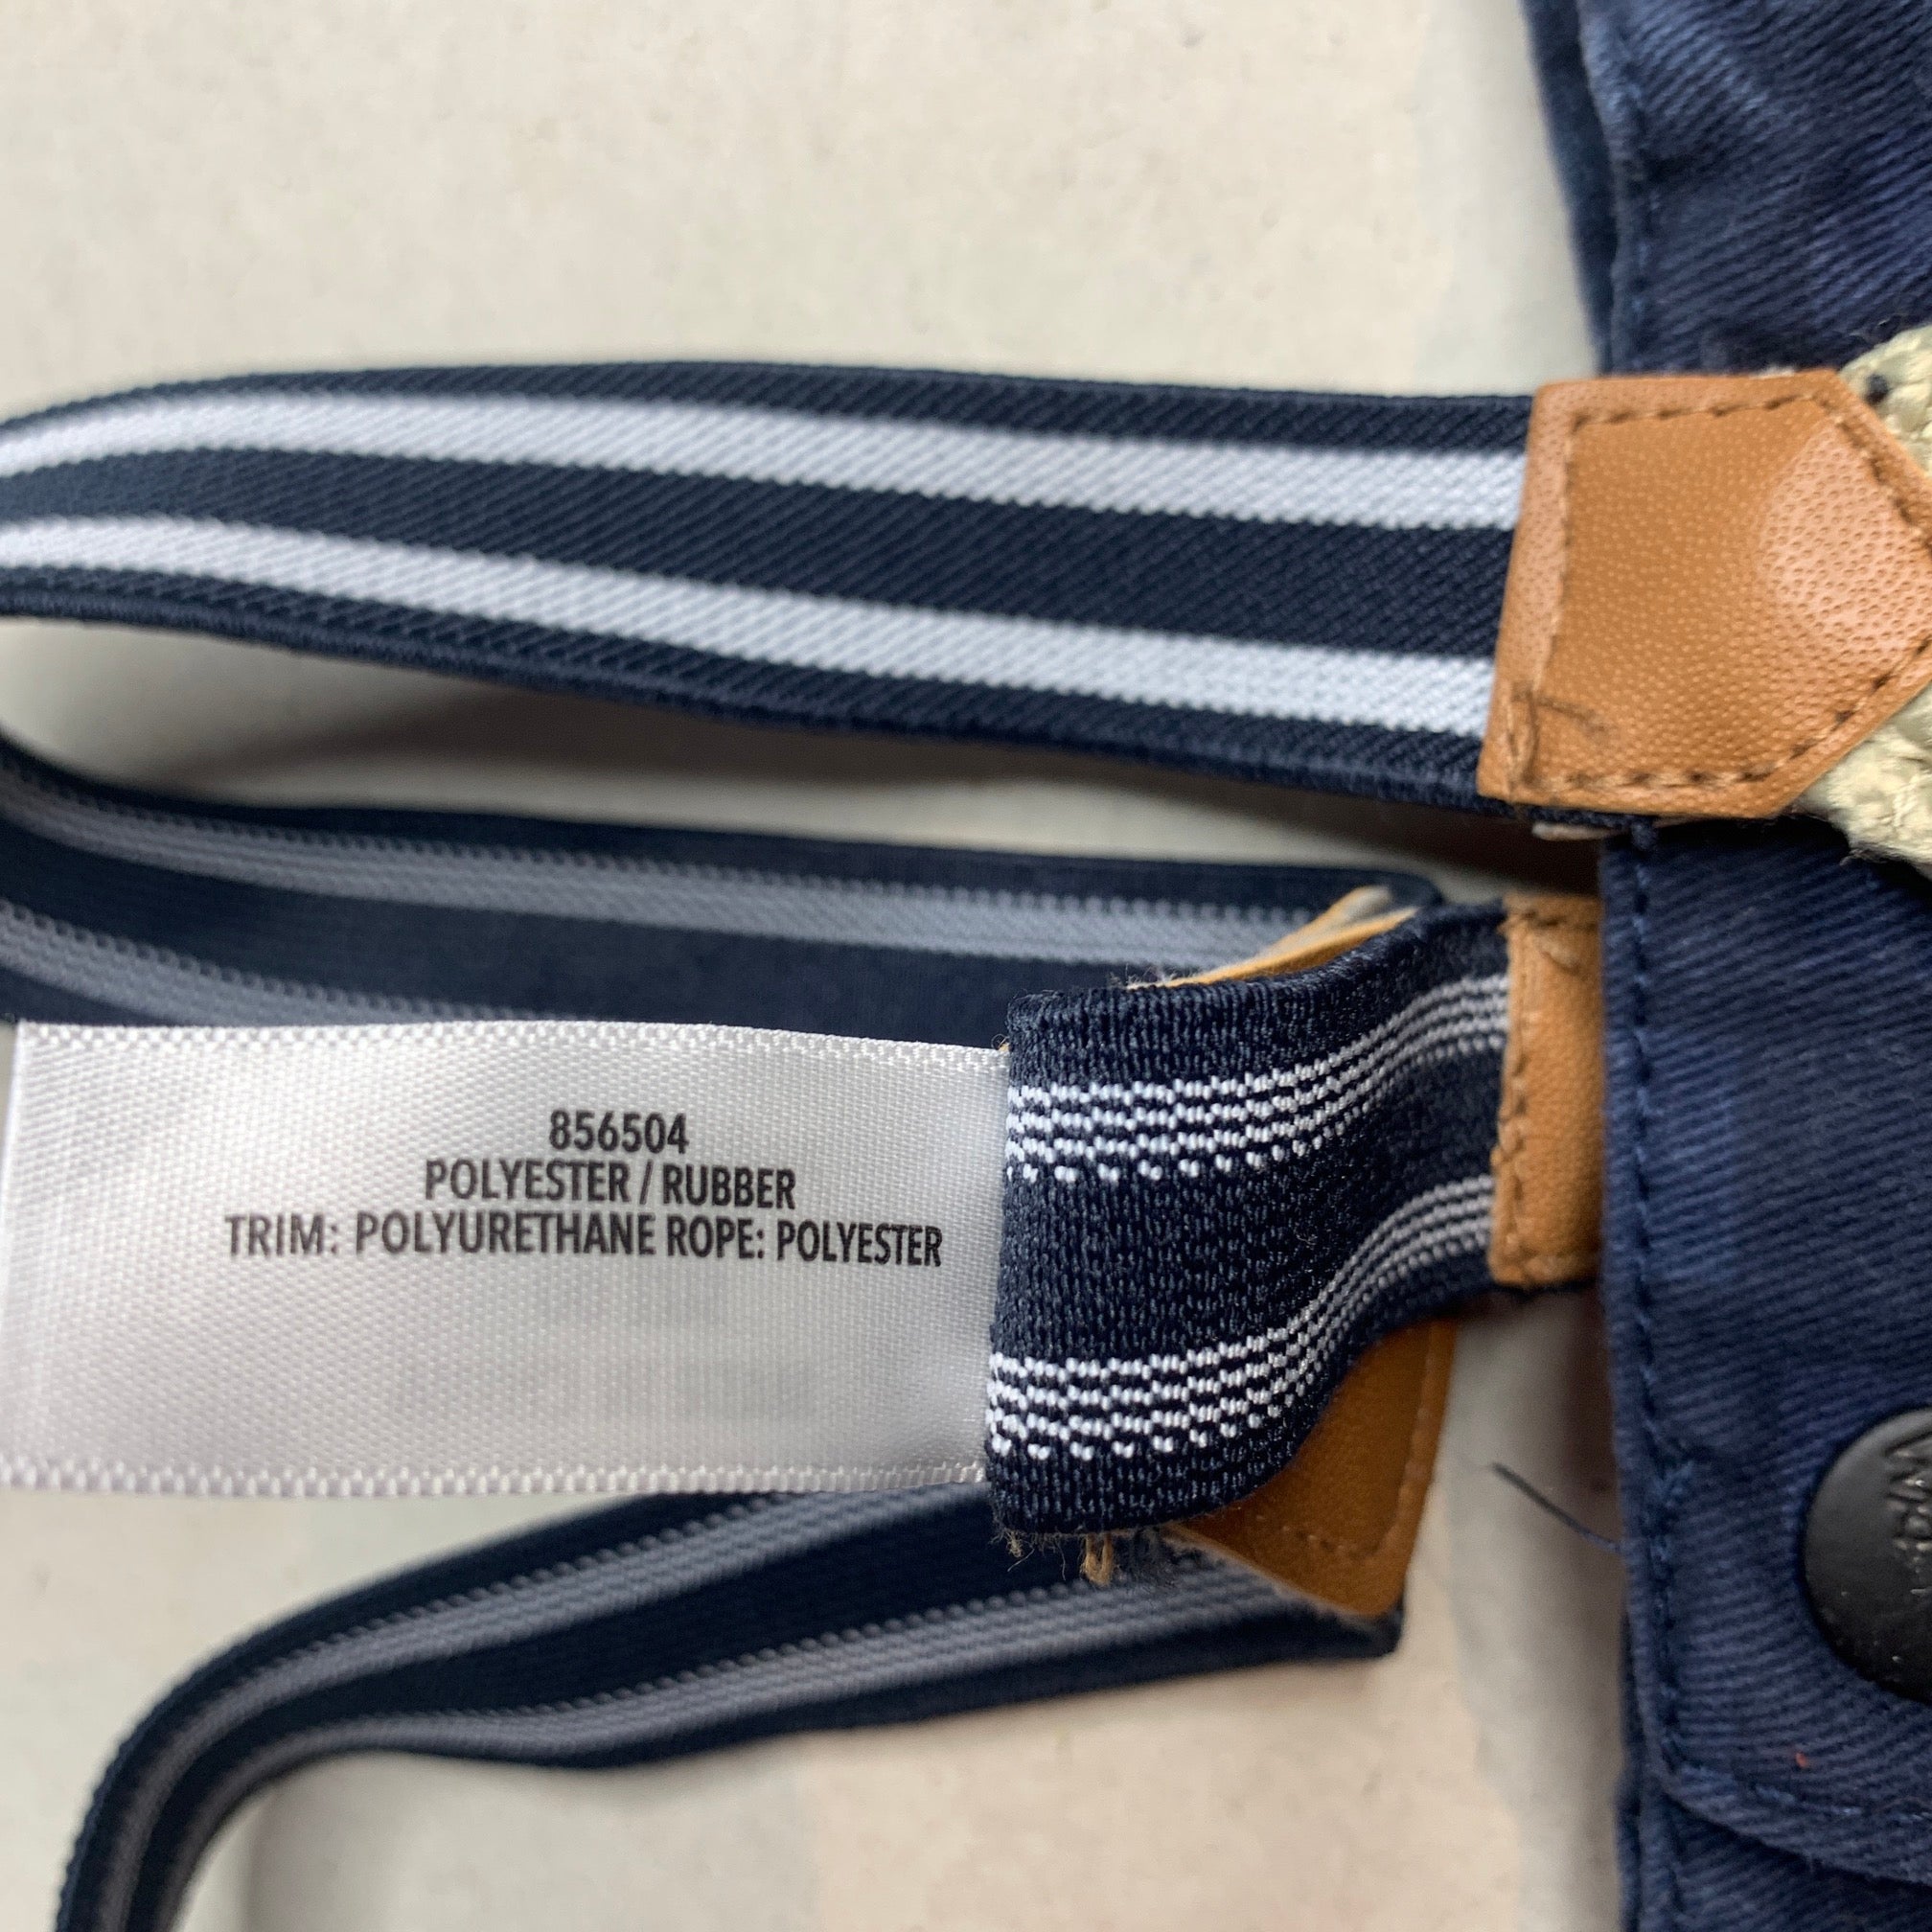 856504
POLYESTER / RUBBER
TRIM: POLYURETHANE ROPE: POLYESTER